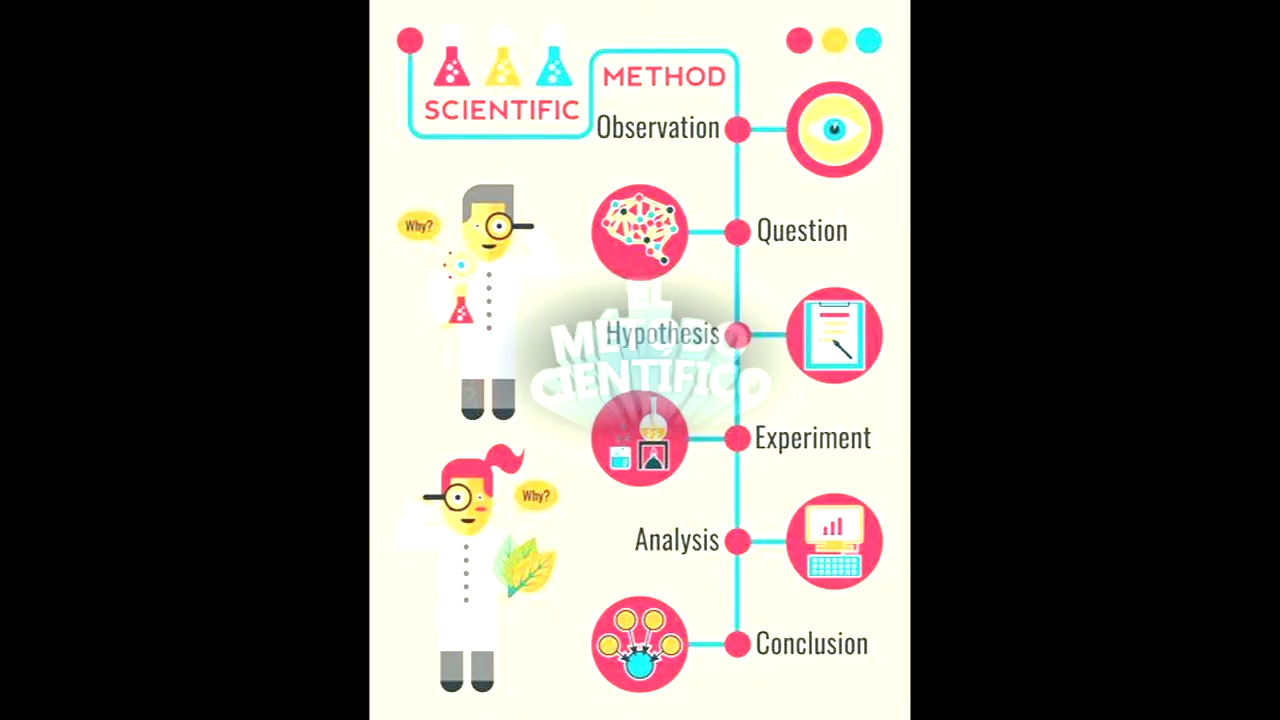 SCIENTIFIC
METHOD
Observation
Why?
Question
EL
MÉTODO
CIENTÍFICO
Hypothesis
Experiment
Why?
Analysis
Conclusion